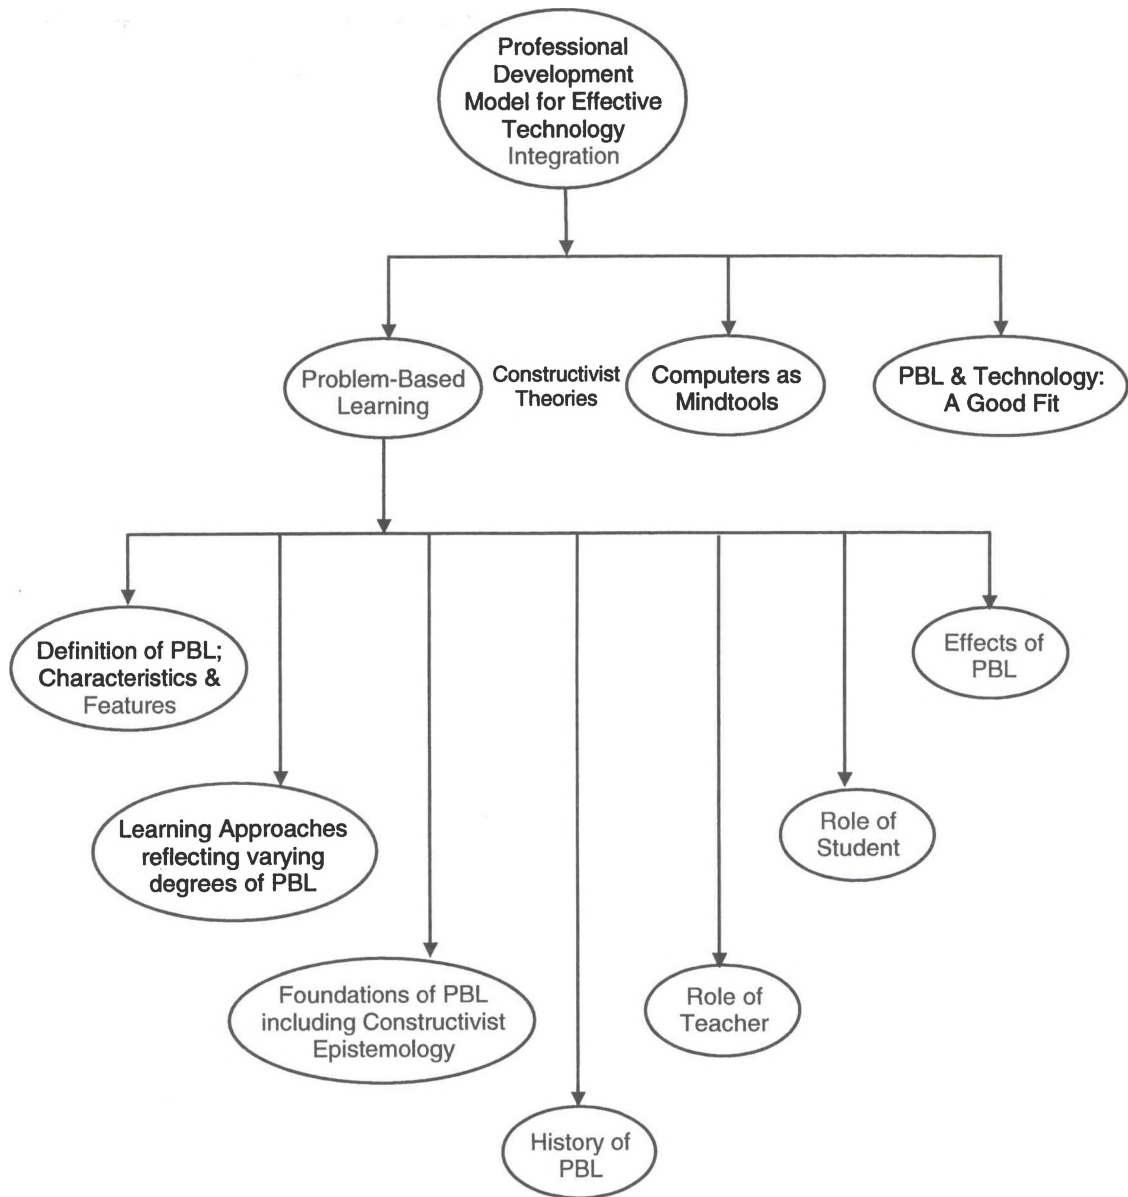 Professional
Development
Model for Effective
Technology
Integration
Problem-Based
Learning
Constructivist
Theories
Computers as
Mindtools
PBL & Technology:
A Good Fit
Definition of PBL;
Characteristics &
Features
Effects of
PBL
Learning Approaches
reflecting varying
degrees of PBL
Role of
Student
Foundations of PBL
including Constructivist
Epistemology
Role of
Teacher
History of
PBL